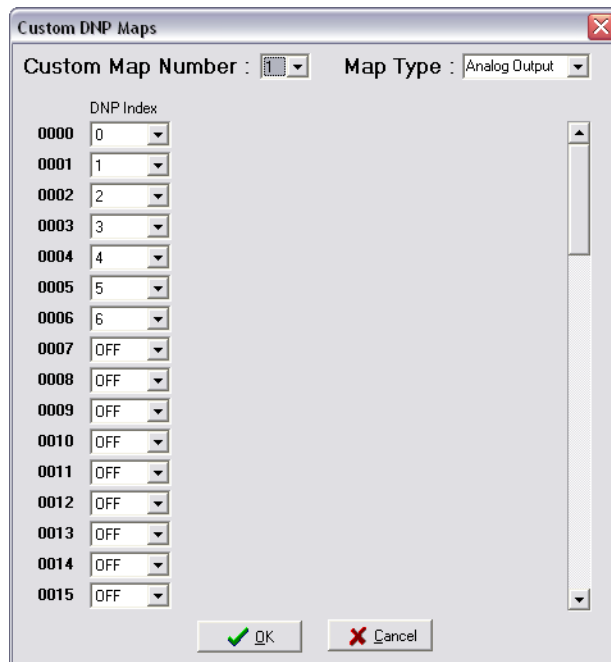 Custom DNP Maps
Custom Map Number : 1 Map Type : Analog Output
DNP Index
0000 0
0001 1
0002 2
0003 3
0004 4
0005 5
0006 6
0007 OFF
0008 OFF
0009 OFF
0010 OFF
0011 OFF
0012 OFF
0013 OFF
0014 OFF
0015 OFF
OK Cancel